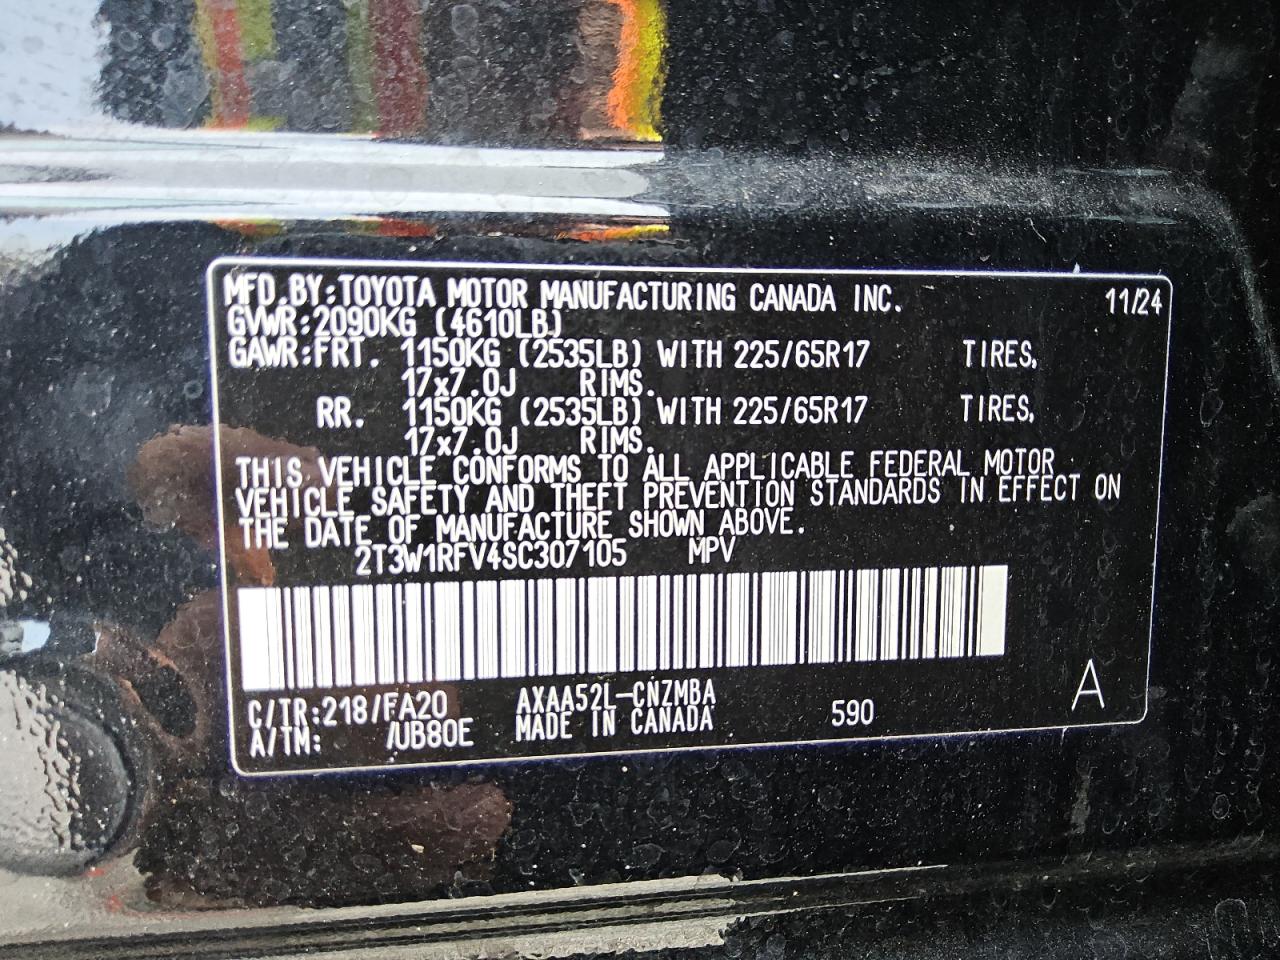 MFD.BY:TOYOTA MOTOR MANUFACTURING CANADA INC. 11/24
GVWR:2090KG (4610LB)
GAWR:FRT. 1150KG (2535LB) WITH 225/65R17 TIRES,
17x7.0J RIMS.
RR. 1150KG (2535LB) WITH 225/65R17 TIRES,
17x7.0J RIMS.
THIS VEHICLE CONFORMS TO ALL APPLICABLE FEDERAL MOTOR
VEHICLE SAFETY AND THEFT PREVENTION STANDARDS IN EFFECT ON
THE DATE OF MANUFACTURE SHOWN ABOVE.
2T3W1RFV4SC307105 MPV
C/TR:218/FA20 AXAA52L-CNZMBA
A/TM: /UB80E MADE IN CANADA 590 A